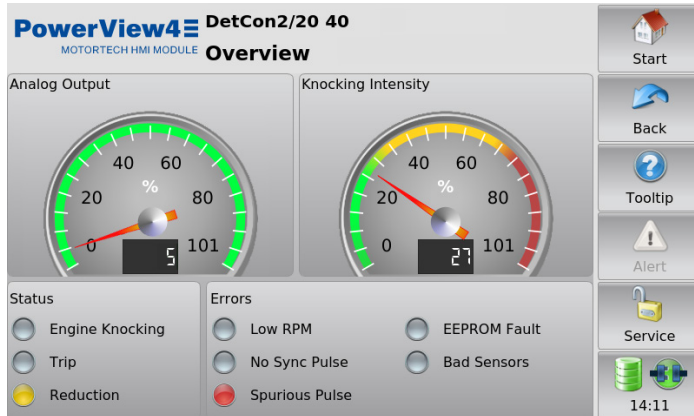 PowerView4
MOTORTECH HMI MODULE
DetCon2/20 40
Overview
Analog Output
0 20 40 60 80 101
%
5
Knocking Intensity
0 20 40 60 80 101
%
27
Status
Engine Knocking
Trip
Reduction
Errors
Low RPM
No Sync Pulse
Spurious Pulse
EEPROM Fault
Bad Sensors
Start
Back
?
Tooltip
!
Alert
Service
14:11